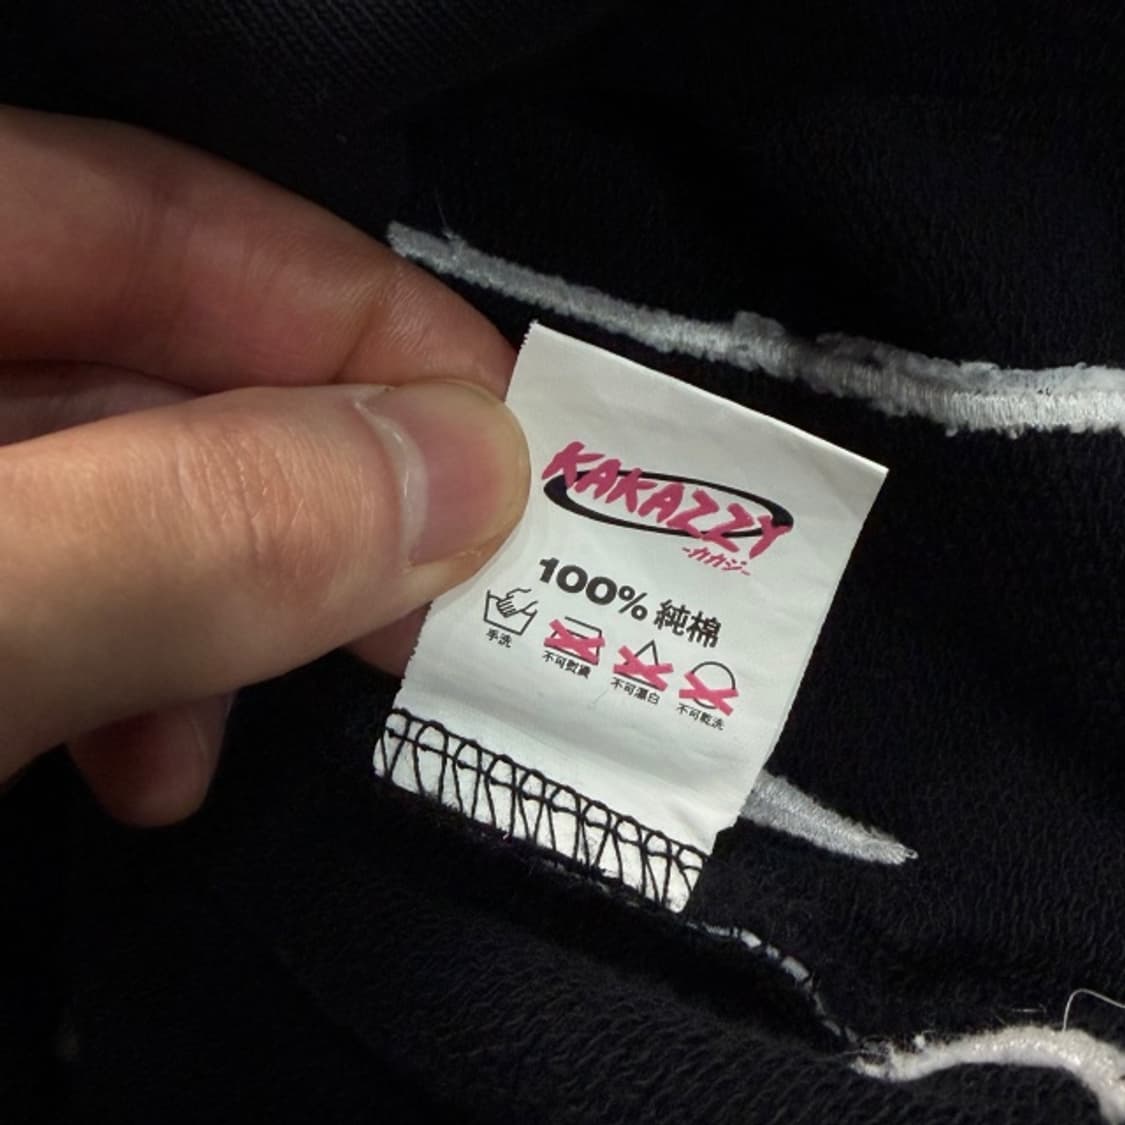 KAKAZZY
-カカジ-
100% 純棉
手洗
不可熨燙
不可漂白
不可乾洗